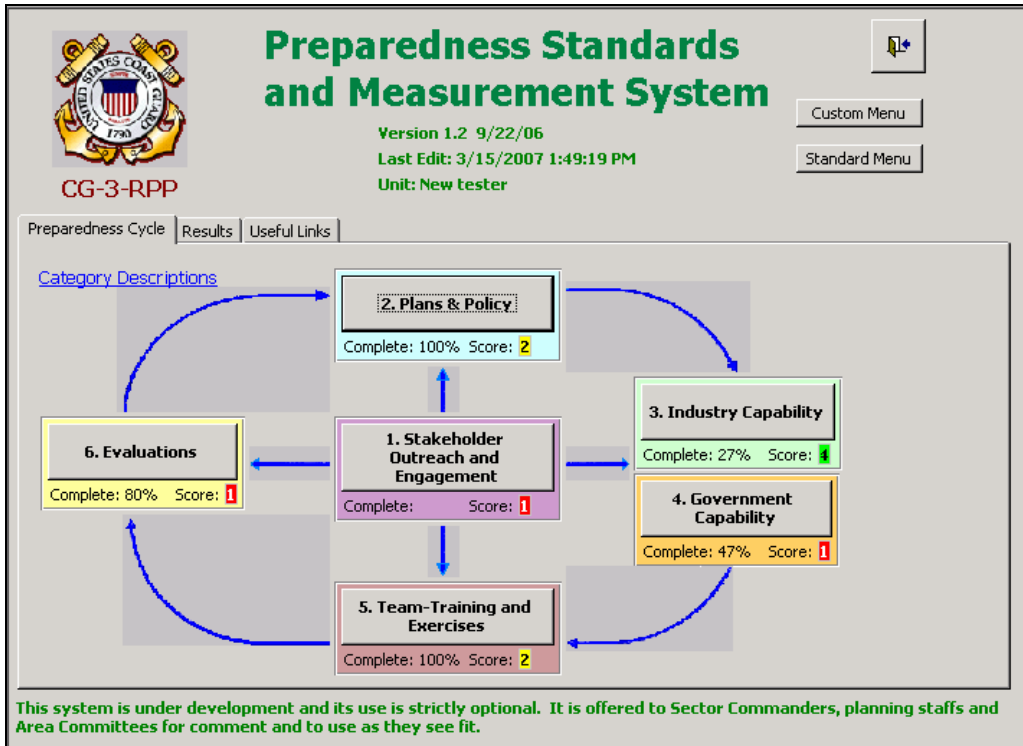 Preparedness Standards
and Measurement System
Version 1.2 9/22/06
Last Edit: 3/15/2007 1:49:19 PM
Unit: New tester
UNITED STATES COAST GUARD
1790
CG-3-RPP
Custom Menu
Standard Menu
Preparedness Cycle
Results
Useful Links
Category Descriptions
2. Plans & Policy
Complete: 100% Score: 2
3. Industry Capability
Complete: 27% Score: 4
6. Evaluations
Complete: 80% Score: 1
1. Stakeholder
Outreach and
Engagement
Complete: Score: 1
4. Government
Capability
Complete: 47% Score: 1
5. Team-Training and
Exercises
Complete: 100% Score: 2
This system is under development and its use is strictly optional. It is offered to Sector Commanders, planning staffs and
Area Committees for comment and to use as they see fit.